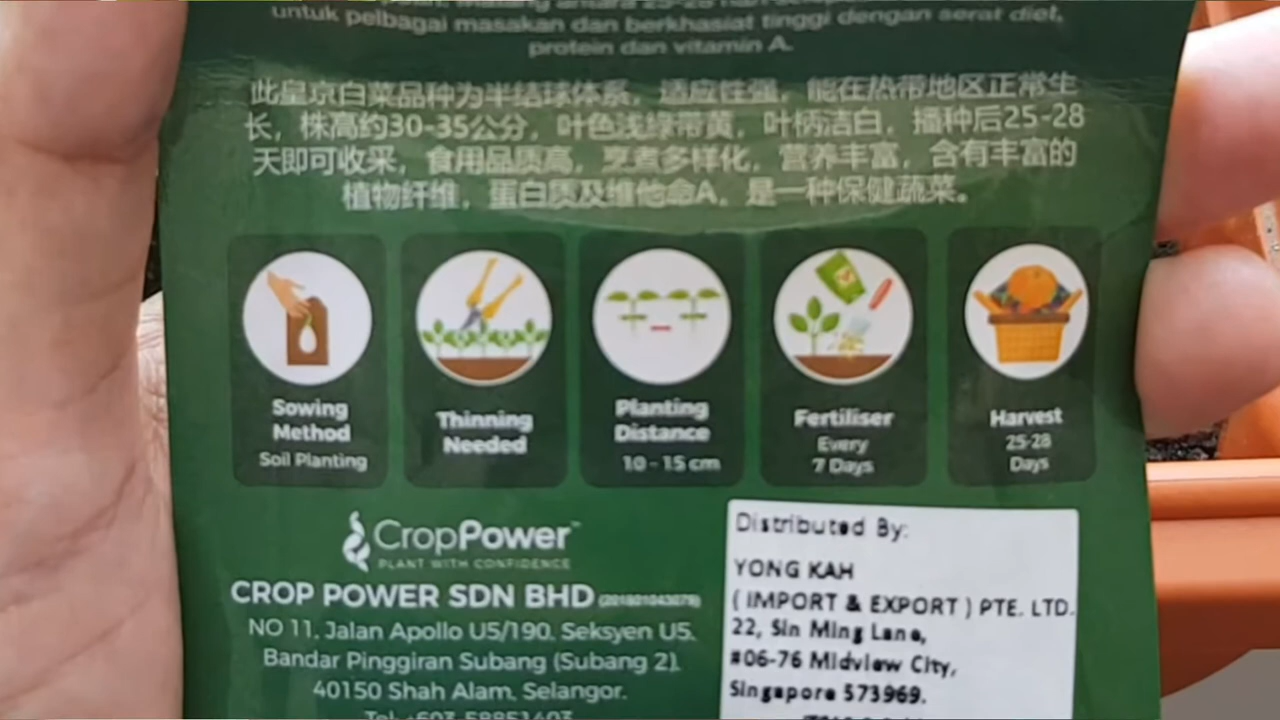 antara 25-28
untuk pelbagai masakan dan berkhasiat tinggi dengan serat diet,
protein dan vitamin A.
此皇京白菜品种为半结球体系，适应性强，能在热带地区正常生
长，株高约30-35公分，叶色浅绿带黄，叶柄洁白，播种后25-28
天即可收采，食用品质高，烹煮多样化，营养丰富，含有丰富的
植物纤维，蛋白质及维他命A，是一种保健蔬菜。
Sowing
Method
Soil Planting
Thinning
Needed
Planting
Distance
10 - 15 cm
Fertiliser
Every
7 Days
Harvest
25-28
Days
CropPower™
PLANT WITH CONFIDENCE
CROP POWER SDN BHD (201801043079)
NO 11, Jalan Apollo U5/190, Seksyen U5,
Bandar Pinggiran Subang (Subang 2),
40150 Shah Alam, Selangor.
Tel: +603-58851403
Distributed By:
YONG KAH
( IMPORT & EXPORT ) PTE. LTD.
22, Sin Ming Lane,
#06-76 Midview City,
Singapore 573969.